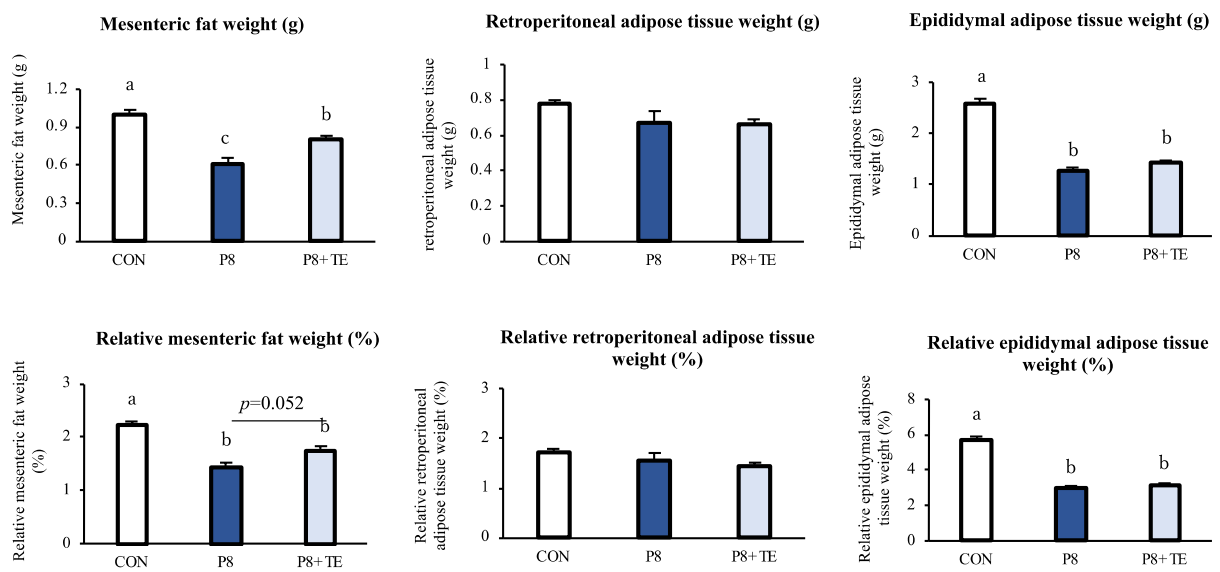 Mesenteric fat weight (g)
Mesenteric fat weight (g )
1.2
0.9
0.6
0.3
0
a
c
b
CON
P8
P8+TE
Retroperitoneal adipose tissue weight (g)
retroperitoneal adipose tissue
weight (g)
1
0.8
0.6
0.4
0.2
0
CON
P8
P8+TE
Epididymal adipose tissue weight (g)
Epididymal adipose tissue
weight (g)
3
2
1
0
a
b
b
CON
P8
P8+TE
Relative mesenteric fat weight (%)
Relative mesenteric fat weight
(%)
3
2
1
0
a
b
p=0.052
b
CON
P8
P8+TE
Relative retroperitoneal adipose tissue
weight (%)
Relative retroperitoneal
adipose tissue weight (%)
3
2
1
0
CON
P8
P8+TE
Relative epididymal adipose tissue
weight (%)
Relative epididymal adipose
tissue weight (%)
8
6
4
2
0
a
b
b
CON
P8
P8+TE